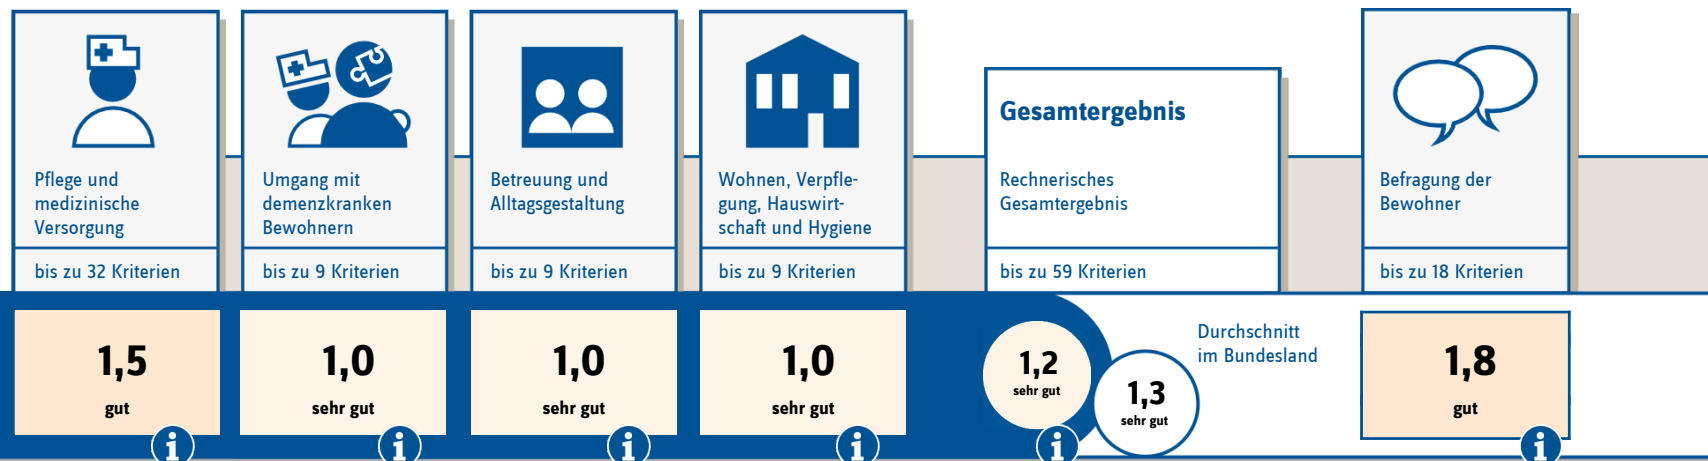 Pflege und
medizinische
Versorgung
bis zu 32 Kriterien
1,5
gut
i
Umgang mit
demenzkranken
Bewohnern
bis zu 9 Kriterien
1,0
sehr gut
i
Betreuung und
Alltagsgestaltung
bis zu 9 Kriterien
1,0
sehr gut
i
Wohnen, Verpfle-
gung, Hauswirt-
schaft und Hygiene
bis zu 9 Kriterien
1,0
sehr gut
i
Gesamtergebnis
Rechnerisches
Gesamtergebnis
bis zu 59 Kriterien
1,2
sehr gut
i
1,3
sehr gut
Durchschnitt
im Bundesland
Befragung der
Bewohner
bis zu 18 Kriterien
1,8
gut
i